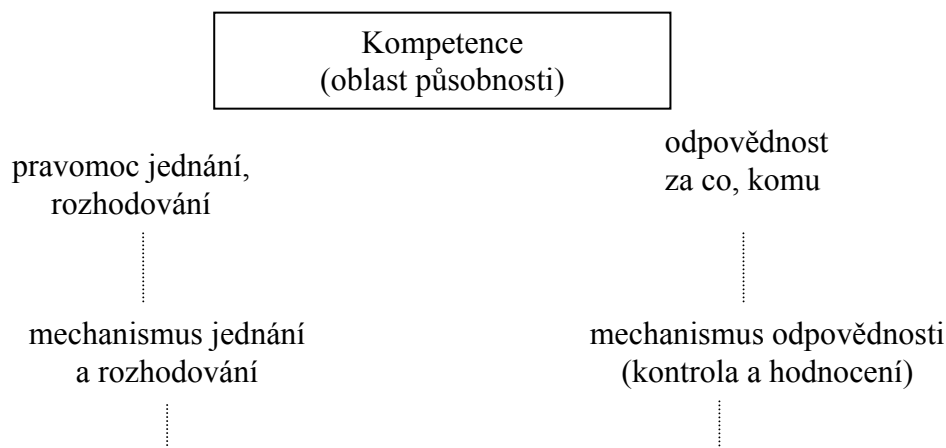 Kompetence
(oblast působnosti)
pravomoc jednání,
rozhodování
odpovědnost
za co, komu
mechanismus jednání
a rozhodování
mechanismus odpovědnosti
(kontrola a hodnocení)